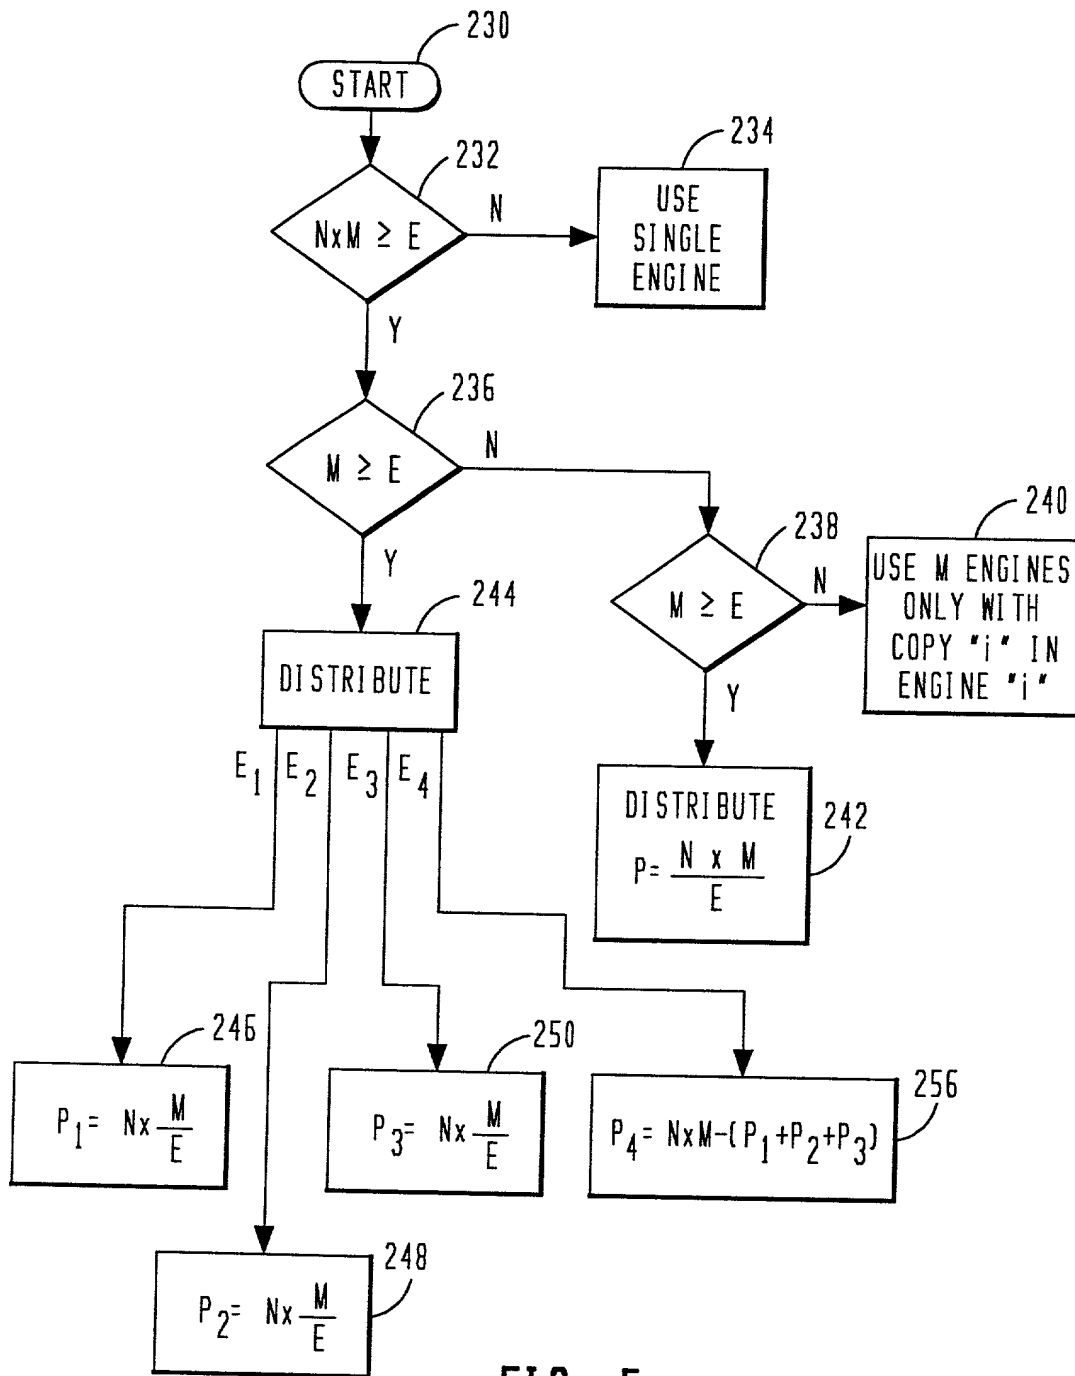 230
START
232
N×M ≥ E
N
234
USE
SINGLE
ENGINE
Y
236
M ≥ E
N
238
M ≥ E
N
240
USE M ENGINES
ONLY WITH
COPY "i" IN
ENGINE "i"
Y
244
DISTRIBUTE
Y
242
DISTRIBUTE
P= N x M / E
E1 E2 E3 E4
246
P1= N× M/E
250
P3= N× M/E
256
P4= N×M-(P1+P2+P3)
248
P2= N× M/E